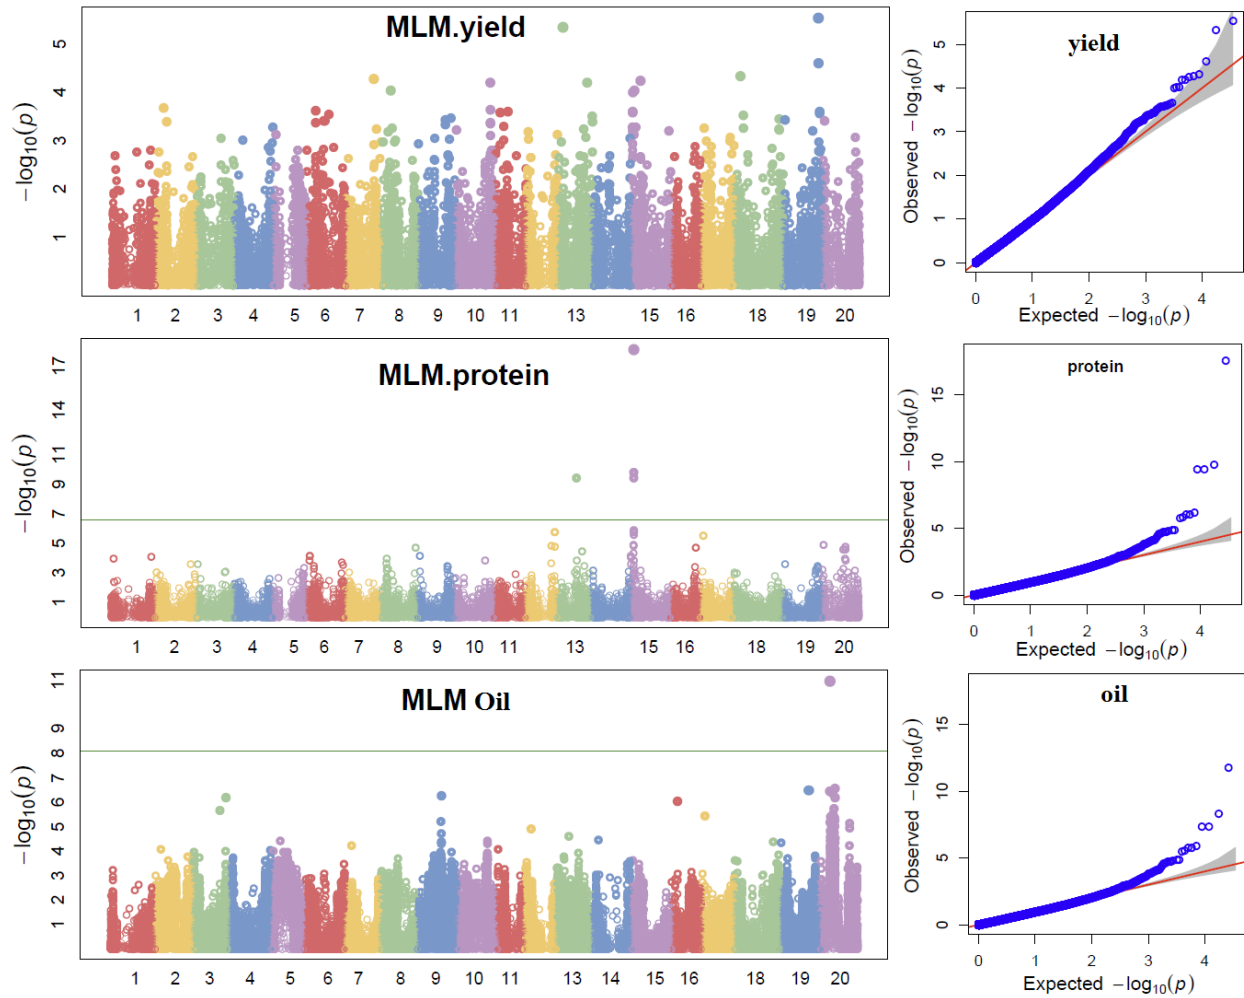 MLM.yield
−log10(p)
5
4
3
2
1
1 2 3 4 5 6 7 8 9 10 11 13 15 16 18 19 20
yield
Observed −log10(p)
5
4
3
2
1
0
0 1 2 3 4
Expected −log10(p)
MLM.protein
−log10(p)
17
14
11
9
7
5
3
1
1 2 3 4 5 6 7 8 9 10 11 13 15 16 18 19 20
protein
Observed −log10(p)
15
10
5
0
0 1 2 3 4
Expected −log10(p)
MLM Oil
−log10(p)
11
9
8
7
6
5
4
3
2
1
1 2 3 4 5 6 7 8 9 10 11 13 14 15 16 18 19 20
oil
Observed −log10(p)
15
10
5
0
0 1 2 3 4
Expected −log10(p)